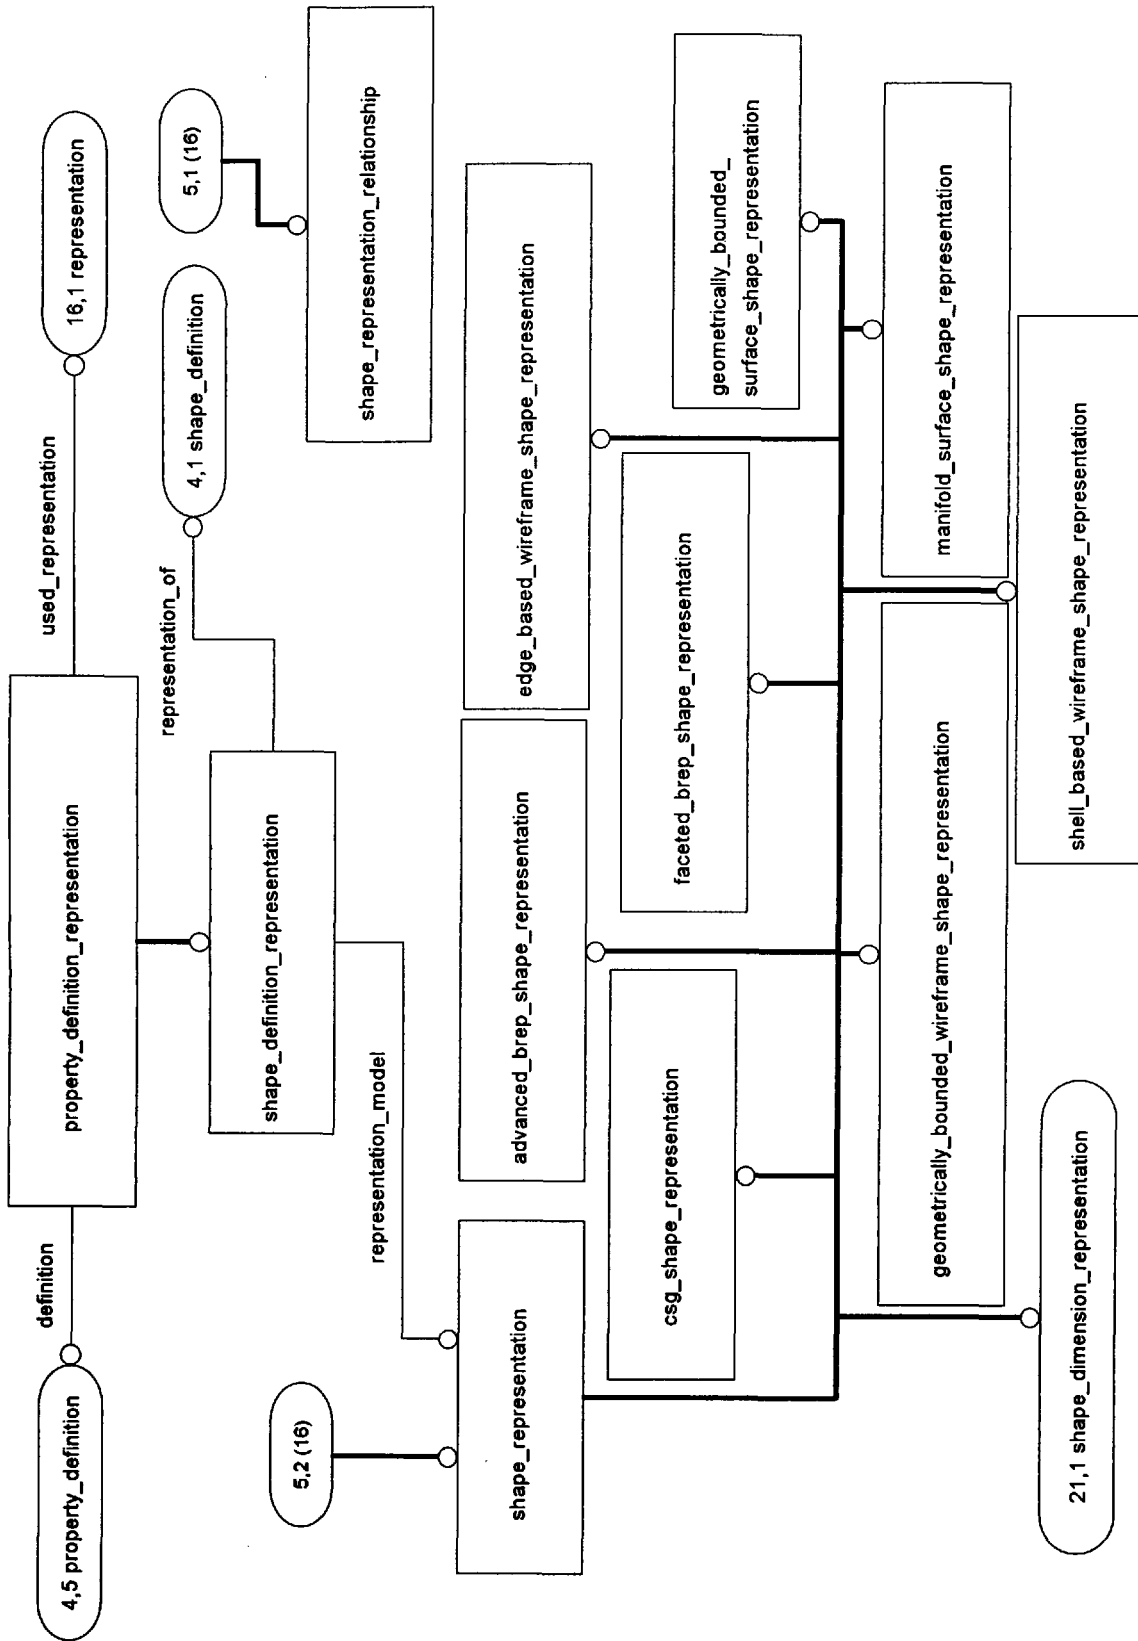 4,5 property_definition
definition
property_definition_representation
used_representation
16,1 representation
shape_definition_representation
representation_of
4,1 shape_definition
5,1 (16)
shape_representation_relationship
representation_model
5,2 (16)
shape_representation
advanced_brep_shape_representation
edge_based_wireframe_shape_representation
csg_shape_representation
faceted_brep_shape_representation
geometrically_bounded_
surface_shape_representation
geometrically_bounded_wireframe_shape_representation
manifold_surface_shape_representation
21,1 shape_dimension_representation
shell_based_wireframe_shape_representation